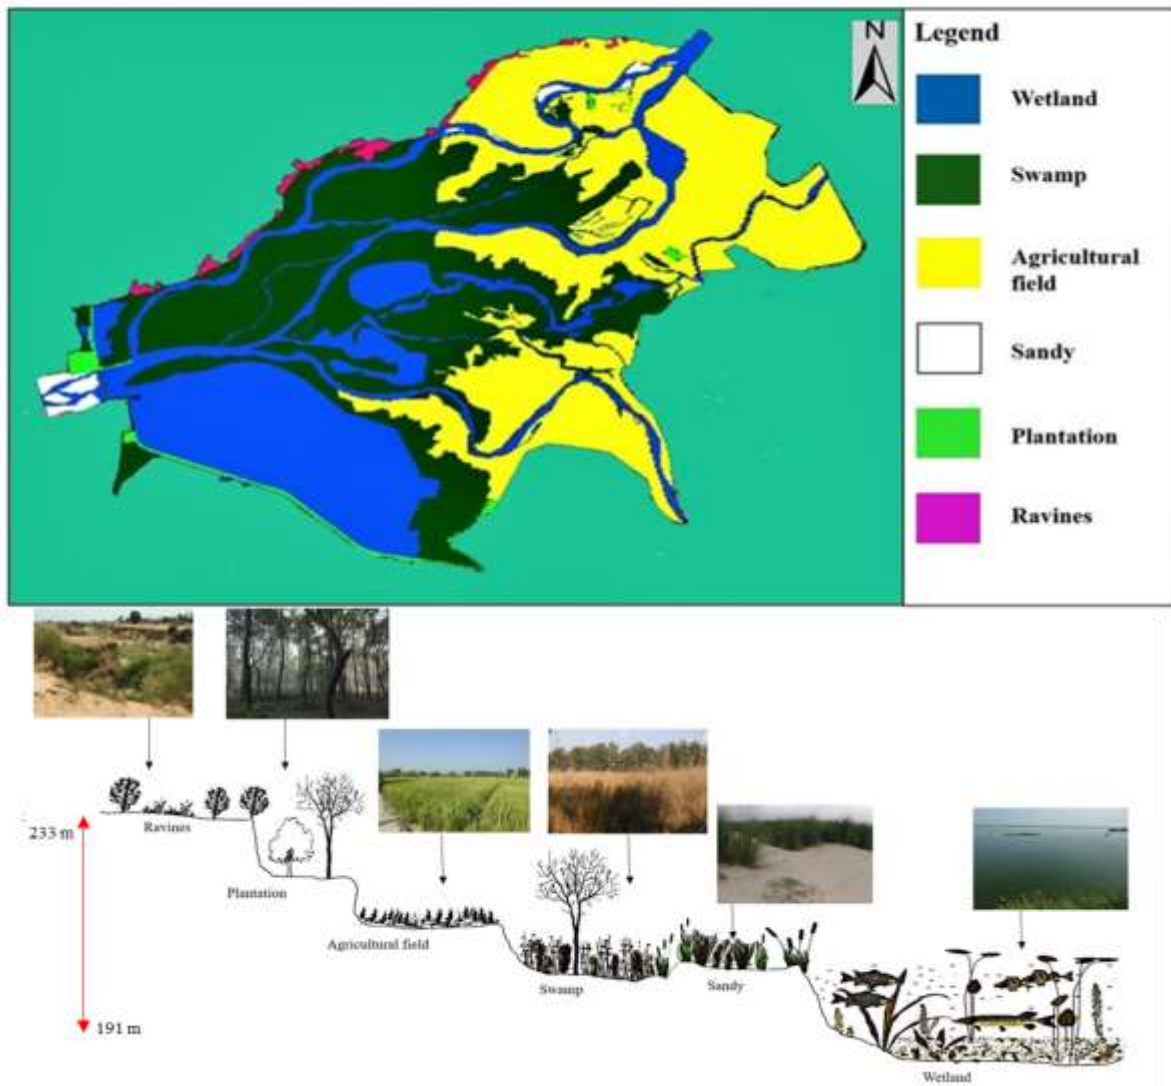 N
Legend
Wetland
Swamp
Agricultural
field
Sandy
Plantation
Ravines
233 m
Ravines
Plantation
Agricultural field
Swamp
Sandy
191 m
Wetland